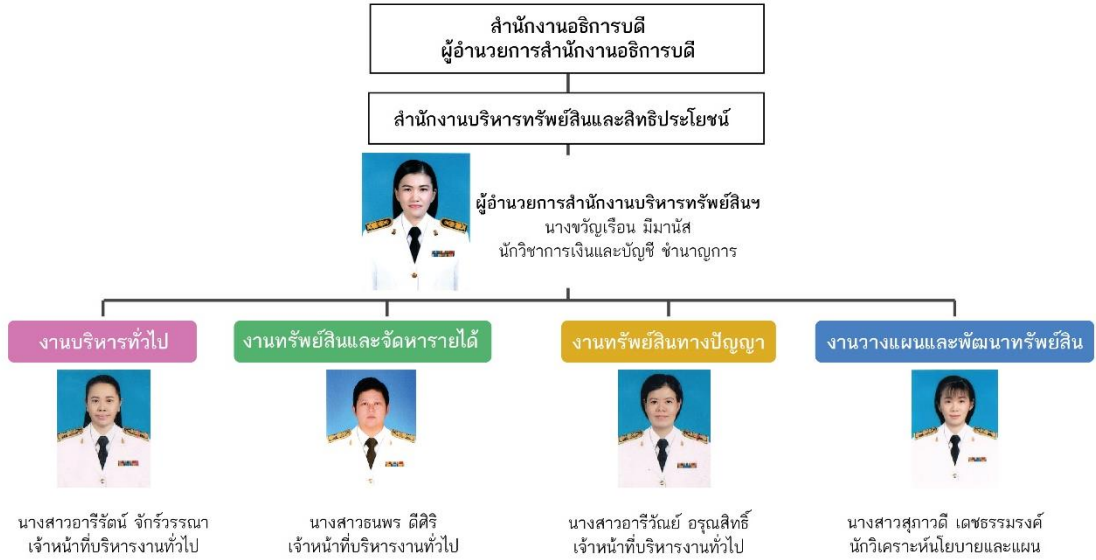 สำนักงานอธิการบดี
ผู้อำนวยการสำนักงานอธิการบดี
สำนักงานบริหารทรัพย์สินและสิทธิประโยชน์
ผู้อำนวยการสำนักงานบริหารทรัพย์สินฯ
นางขวัญเรือน มีมานัส
นักวิชาการเงินและบัญชี ชำนาญการ
งานบริหารทั่วไป
งานทรัพย์สินและจัดหารายได้
งานทรัพย์สินทางปัญญา
งานวางแผนและพัฒนาทรัพย์สิน
นางสาวอารีรัตน์ จักร์วรรณา
เจ้าหน้าที่บริหารงานทั่วไป
นางสาวธนพร ดีศิริ
เจ้าหน้าที่บริหารงานทั่วไป
นางสาวอารีวัณย์ อรุณสิทธิ์
เจ้าหน้าที่บริหารงานทั่วไป
นางสาวสุภาวดี เดชธรรมรงค์
นักวิเคราะห์นโยบายและแผน